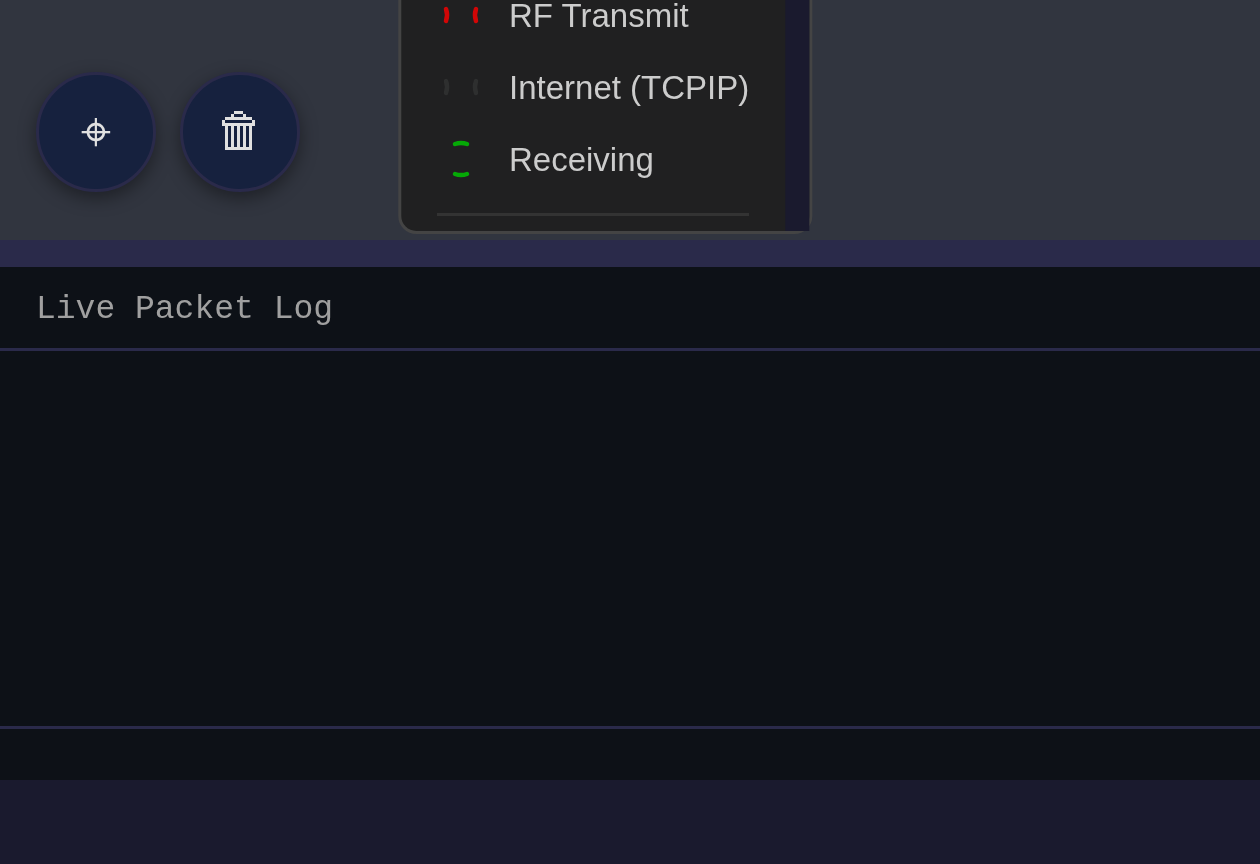 RF Transmit
Internet (TCPIP)
Receiving
Live Packet Log